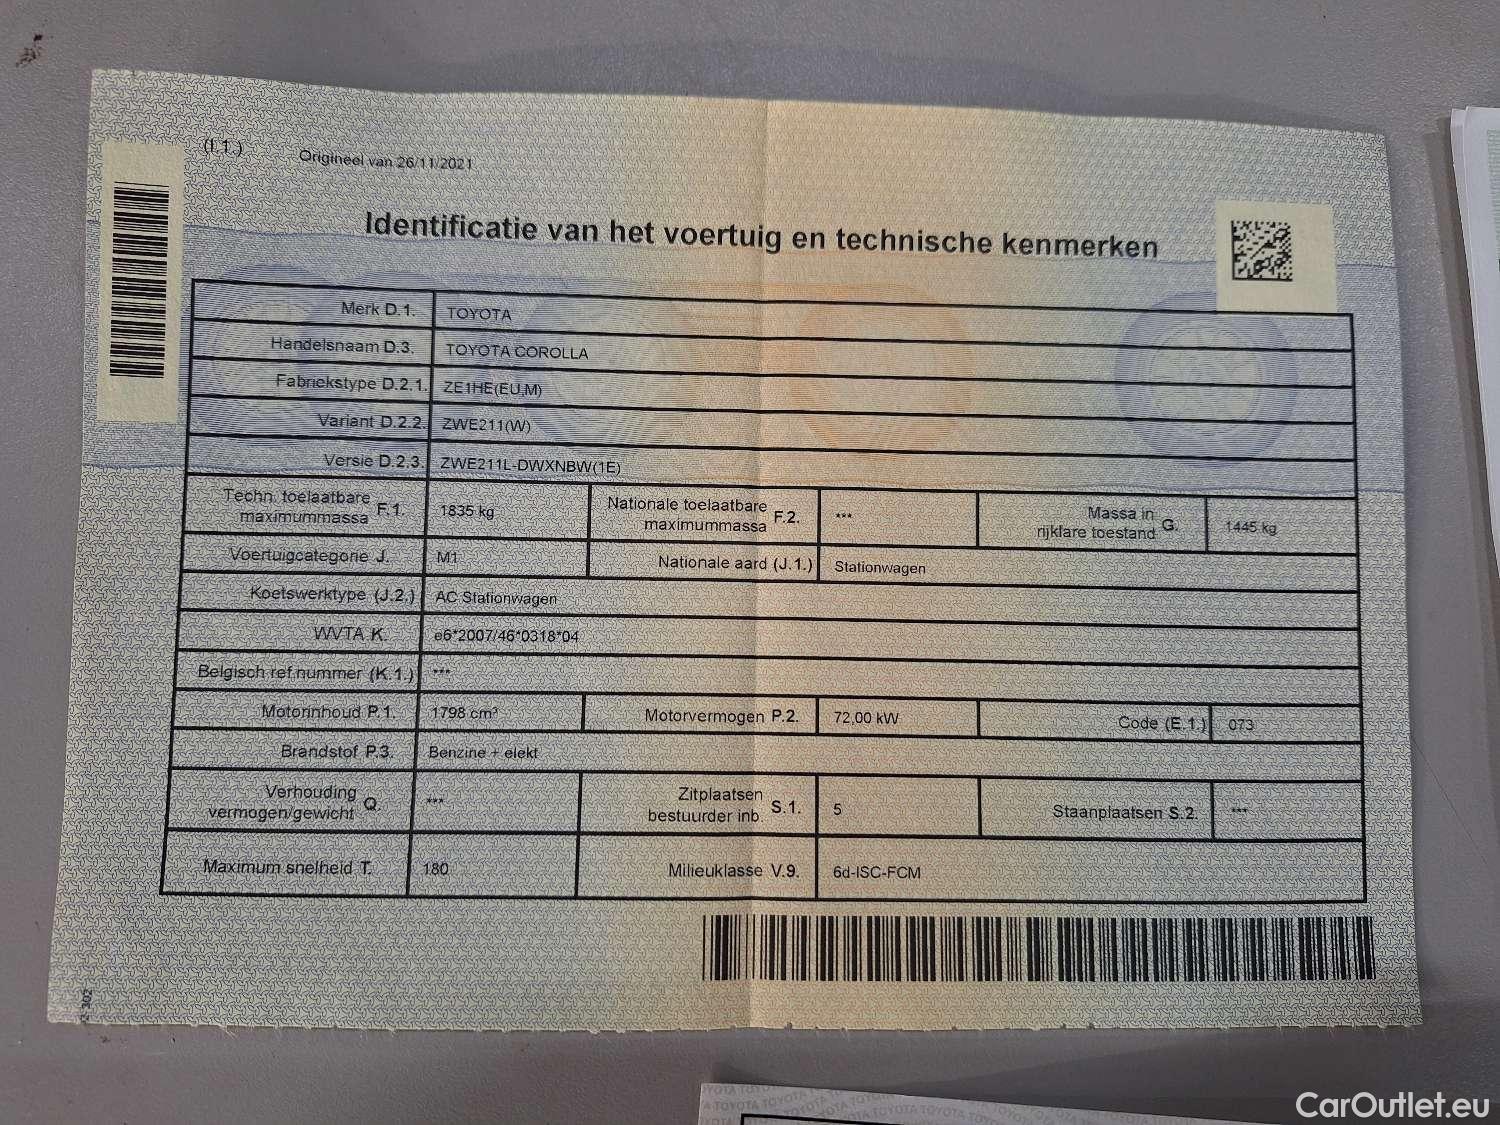 (I.1.)
Origineel van 26/11/2021
Identificatie van het voertuig en technische kenmerken
Merk D.1. TOYOTA
Handelsnaam D.3. TOYOTA COROLLA
Fabriekstype D.2.1. ZE1HE(EU,M)
Variant D.2.2. ZWE211(W)
Versie D.2.3. ZWE211L-DWXNBW(1E)
Techn. toelaatbare maximummassa F.1. 1835 kg Nationale toelaatbare maximummassa F.2. *** Massa in rijklare toestand G. 1445 kg
Voertuigcategorie J. M1 Nationale aard (J.1.) Stationwagen
Koetswerktype (J.2.) AC Stationwagen
WVTA K. e6*2007/46*0318*04
Belgisch ref.nummer (K.1.) ***
Motorinhoud P.1. 1798 cm³ Motorvermogen P.2. 72,00 kW Code (E.1.) 073
Brandstof P.3. Benzine + elekt
Verhouding vermogen/gewicht Q. *** Zitplaatsen bestuurder inb. S.1. 5 Staanplaatsen S.2. ***
Maximum snelheid T. 180 Milieuklasse V.9. 6d-ISC-FCM
TOYOTA TOYOTA TOYOTA TOYOTA
CarOutlet.eu